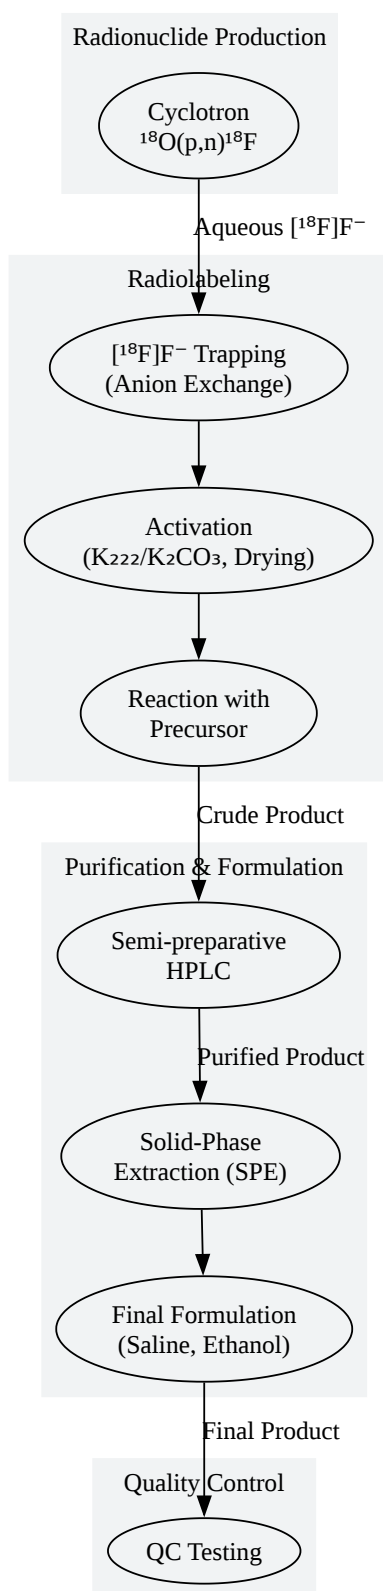 Radionuclide Production
Cyclotron
¹⁸O(p,n)¹⁸F
Aqueous [¹⁸F]F⁻
Radiolabeling
[¹⁸F]F⁻ Trapping
(Anion Exchange)
Activation
(K₂₂₂/K₂CO₃, Drying)
Reaction with
Precursor
Crude Product
Purification & Formulation
Semi-preparative
HPLC
Purified Product
Solid-Phase
Extraction (SPE)
Final Formulation
(Saline, Ethanol)
Final Product
Quality Control
QC Testing